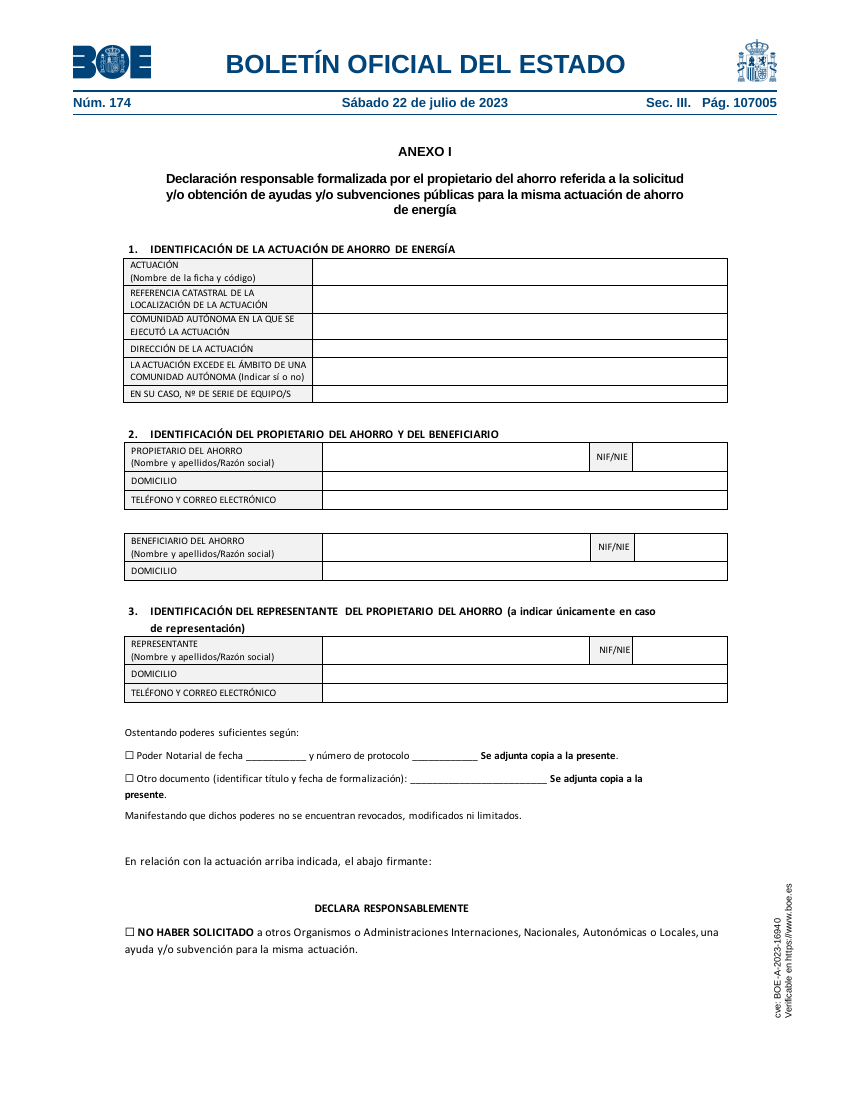 BOE
BOLETÍN OFICIAL DEL ESTADO
Núm. 174 Sábado 22 de julio de 2023 Sec. III. Pág. 107005
ANEXO I
Declaración responsable formalizada por el propietario del ahorro referida a la solicitud
y/o obtención de ayudas y/o subvenciones públicas para la misma actuación de ahorro
de energía
1. IDENTIFICACIÓN DE LA ACTUACIÓN DE AHORRO DE ENERGÍA
ACTUACIÓN
(Nombre de la ficha y código)
REFERENCIA CATASTRAL DE LA
LOCALIZACIÓN DE LA ACTUACIÓN
COMUNIDAD AUTÓNOMA EN LA QUE SE
EJECUTÓ LA ACTUACIÓN
DIRECCIÓN DE LA ACTUACIÓN
LA ACTUACIÓN EXCEDE EL ÁMBITO DE UNA
COMUNIDAD AUTÓNOMA (Indicar sí o no)
EN SU CASO, Nº DE SERIE DE EQUIPO/S
2. IDENTIFICACIÓN DEL PROPIETARIO DEL AHORRO Y DEL BENEFICIARIO
PROPIETARIO DEL AHORRO
(Nombre y apellidos/Razón social)
NIF/NIE
DOMICILIO
TELÉFONO Y CORREO ELECTRÓNICO
BENEFICIARIO DEL AHORRO
(Nombre y apellidos/Razón social)
NIF/NIE
DOMICILIO
3. IDENTIFICACIÓN DEL REPRESENTANTE DEL PROPIETARIO DEL AHORRO (a indicar únicamente en caso
de representación)
REPRESENTANTE
(Nombre y apellidos/Razón social)
NIF/NIE
DOMICILIO
TELÉFONO Y CORREO ELECTRÓNICO
Ostentando poderes suficientes según:
☐ Poder Notarial de fecha ___________ y número de protocolo ____________ Se adjunta copia a la presente.
☐ Otro documento (identificar título y fecha de formalización): _________________________ Se adjunta copia a la
presente.
Manifestando que dichos poderes no se encuentran revocados, modificados ni limitados.
En relación con la actuación arriba indicada, el abajo firmante:
DECLARA RESPONSABLEMENTE
☐ NO HABER SOLICITADO a otros Organismos o Administraciones Internaciones, Nacionales, Autonómicas o Locales, una
ayuda y/o subvención para la misma actuación.
cve: BOE-A-2023-16940
Verificable en https://www.boe.es